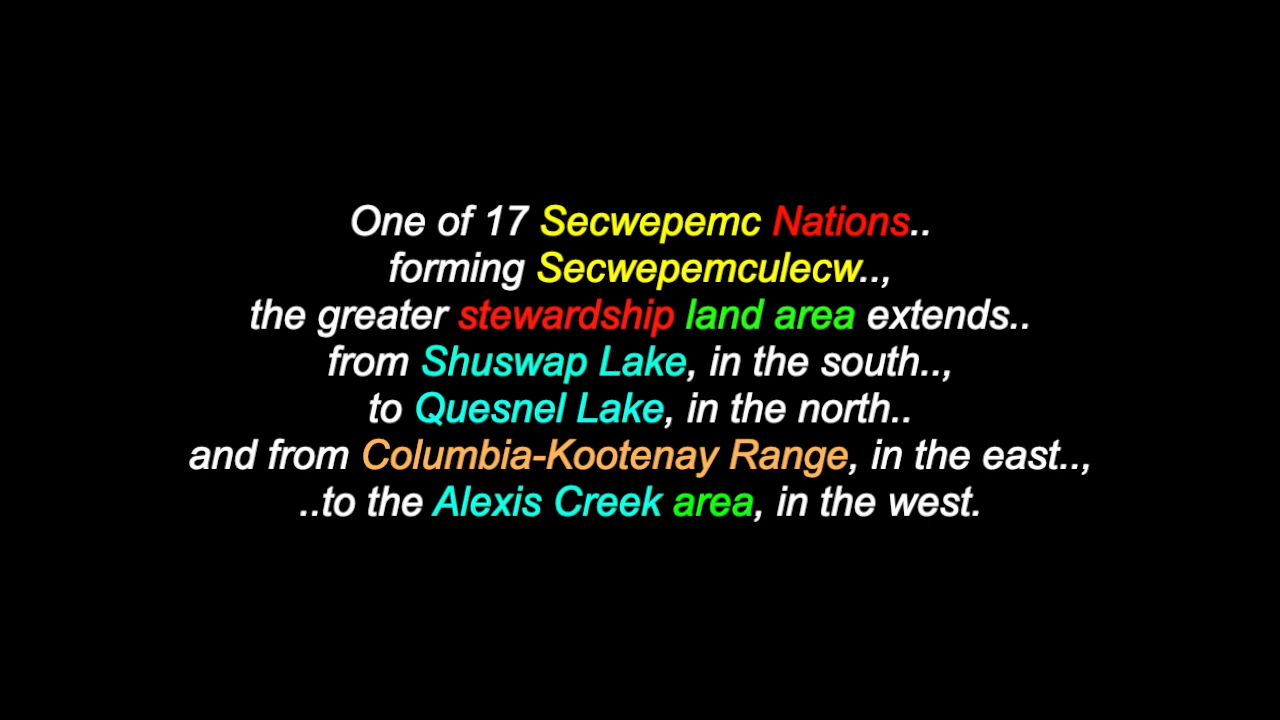 One of 17 Secwepemc Nations..
forming Secwepemculecw..,
the greater stewardship land area extends..
from Shuswap Lake, in the south..,
to Quesnel Lake, in the north..
and from Columbia-Kootenay Range, in the east..,
..to the Alexis Creek area, in the west.